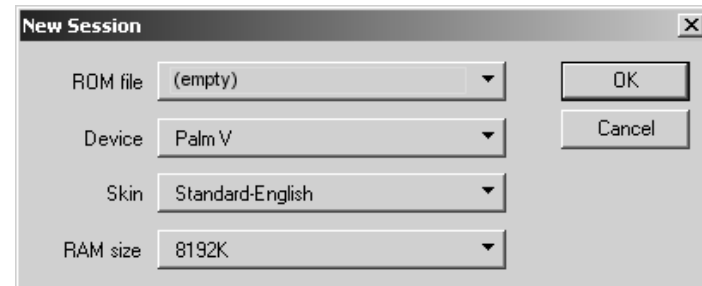 New Session
ROM file (empty) OK
Device Palm V Cancel
Skin Standard-English
RAM size 8192K